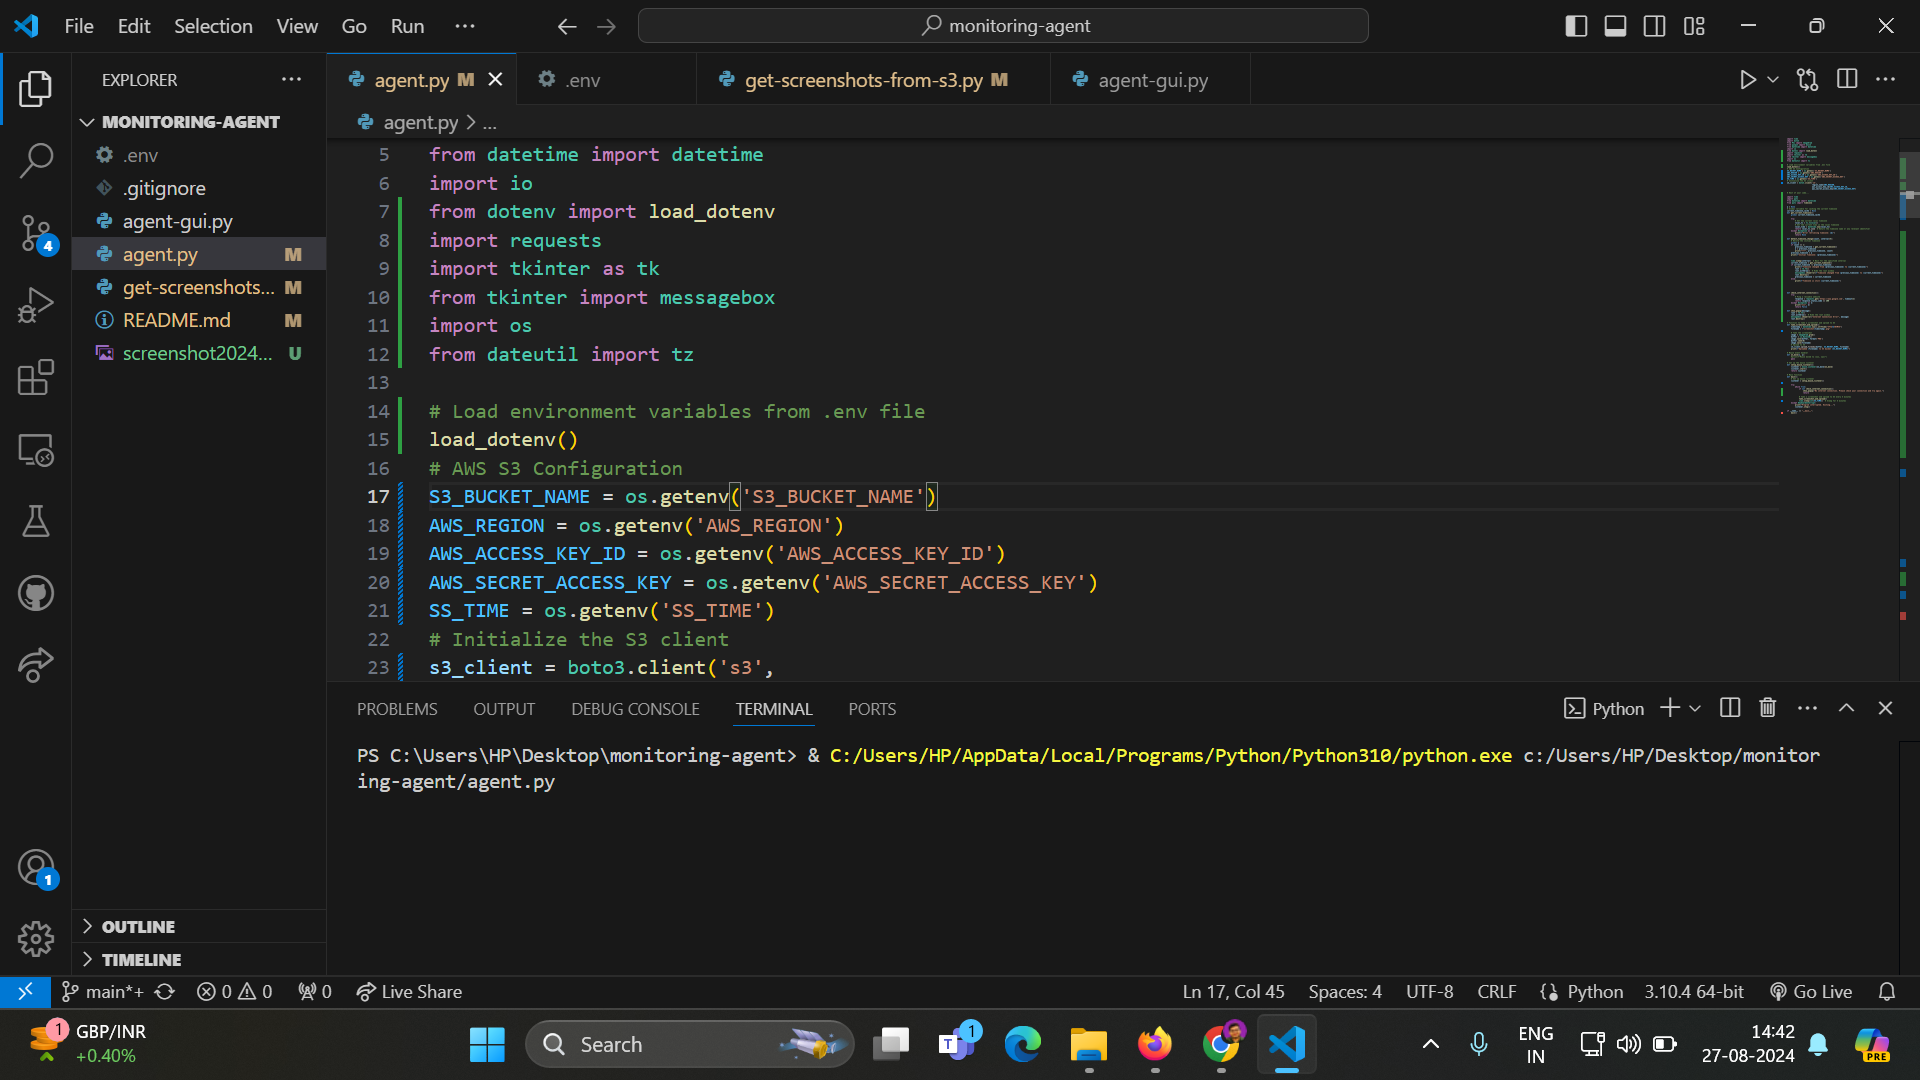 File Edit Selection View Go Run ...
monitoring-agent
EXPLORER
MONITORING-AGENT
.env
.gitignore
agent-gui.py
agent.py M
get-screenshots... M
README.md M
screenshot2024... U
OUTLINE
TIMELINE
4
1
agent.py M
.env
get-screenshots-from-s3.py M
agent-gui.py
agent.py > ...
5 from datetime import datetime
6 import io
7 from dotenv import load_dotenv
8 import requests
9 import tkinter as tk
10 from tkinter import messagebox
11 import os
12 from dateutil import tz
13
14 # Load environment variables from .env file
15 load_dotenv()
16 # AWS S3 Configuration
17 S3_BUCKET_NAME = os.getenv('S3_BUCKET_NAME')
18 AWS_REGION = os.getenv('AWS_REGION')
19 AWS_ACCESS_KEY_ID = os.getenv('AWS_ACCESS_KEY_ID')
20 AWS_SECRET_ACCESS_KEY = os.getenv('AWS_SECRET_ACCESS_KEY')
21 SS_TIME = os.getenv('SS_TIME')
22 # Initialize the S3 client
23 s3_client = boto3.client('s3',
PROBLEMS OUTPUT DEBUG CONSOLE TERMINAL PORTS
Python
PS C:\Users\HP\Desktop\monitoring-agent> & C:/Users/HP/AppData/Local/Programs/Python/Python310/python.exe c:/Users/HP/Desktop/monitor
ing-agent/agent.py
main*+ 0 0 0 Live Share
Ln 17, Col 45 Spaces: 4 UTF-8 CRLF Python 3.10.4 64-bit Go Live
1
GBP/INR
+0.40%
Search
T
1
ENG
IN
14:42
27-08-2024
PRE